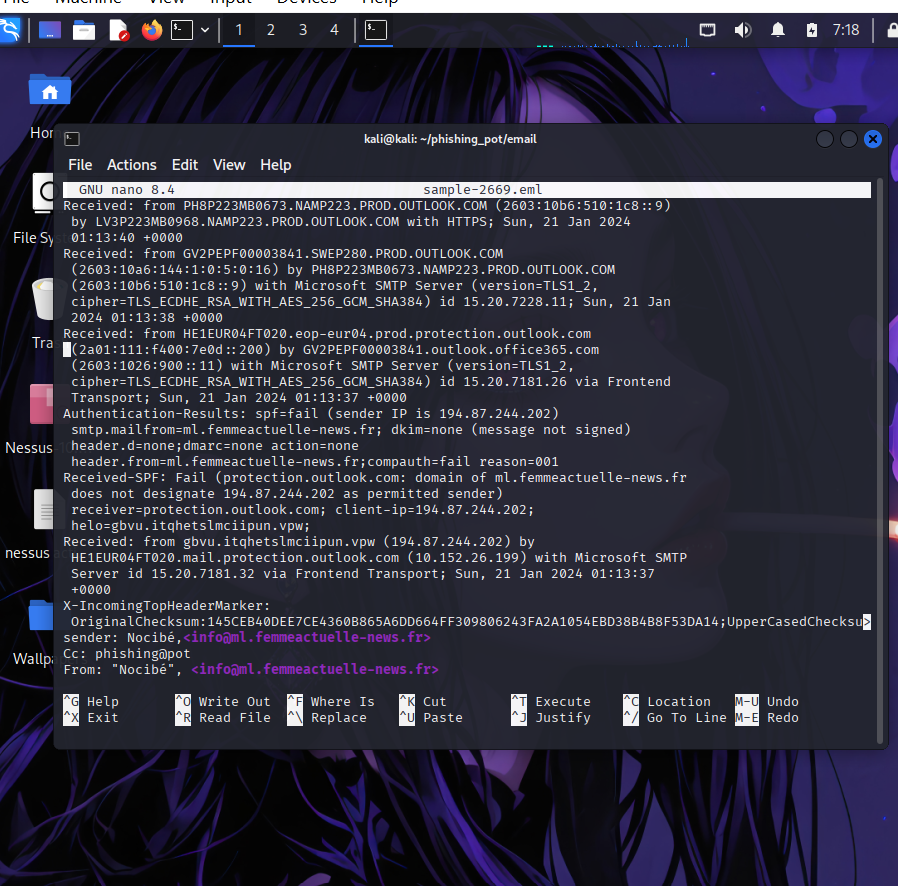 File Machine View Input Devices Help
1 2 3 4 7:18
Hom
File Sys
Tra
Nessus-10
nessus ac
Wallpa
kali@kali: ~/phishing_pot/email
File Actions Edit View Help
GNU nano 8.4 sample-2669.eml
Received: from PH8P223MB0673.NAMP223.PROD.OUTLOOK.COM (2603:10b6:510:1c8::9)
by LV3P223MB0968.NAMP223.PROD.OUTLOOK.COM with HTTPS; Sun, 21 Jan 2024
01:13:40 +0000
Received: from GV2PEPF00003841.SWEP280.PROD.OUTLOOK.COM
(2603:10a6:144:1:0:5:0:16) by PH8P223MB0673.NAMP223.PROD.OUTLOOK.COM
(2603:10b6:510:1c8::9) with Microsoft SMTP Server (version=TLS1_2,
cipher=TLS_ECDHE_RSA_WITH_AES_256_GCM_SHA384) id 15.20.7228.11; Sun, 21 Jan
2024 01:13:38 +0000
Received: from HE1EUR04FT020.eop-eur04.prod.protection.outlook.com
(2a01:111:f400:7e0d::200) by GV2PEPF00003841.outlook.office365.com
(2603:1026:900::11) with Microsoft SMTP Server (version=TLS1_2,
cipher=TLS_ECDHE_RSA_WITH_AES_256_GCM_SHA384) id 15.20.7181.26 via Frontend
Transport; Sun, 21 Jan 2024 01:13:37 +0000
Authentication-Results: spf=fail (sender IP is 194.87.244.202)
smtp.mailfrom=ml.femmeactuelle-news.fr; dkim=none (message not signed)
header.d=none;dmarc=none action=none
header.from=ml.femmeactuelle-news.fr;compauth=fail reason=001
Received-SPF: Fail (protection.outlook.com: domain of ml.femmeactuelle-news.fr
does not designate 194.87.244.202 as permitted sender)
receiver=protection.outlook.com; client-ip=194.87.244.202;
helo=gbvu.itqhetslmciipun.vpw;
Received: from gbvu.itqhetslmciipun.vpw (194.87.244.202) by
HE1EUR04FT020.mail.protection.outlook.com (10.152.26.199) with Microsoft SMTP
Server id 15.20.7181.32 via Frontend Transport; Sun, 21 Jan 2024 01:13:37
+0000
X-IncomingTopHeaderMarker:
OriginalChecksum:145CEB40DEE7CE4360B865A6DD664FF309806243FA2A1054EBD38B4B8F53DA14;UpperCasedChecksu>
sender: Nocibé,<info@ml.femmeactuelle-news.fr>
Cc: phishing@pot
From: "Nocibé", <info@ml.femmeactuelle-news.fr>
^G Help ^O Write Out ^F Where Is ^K Cut ^T Execute ^C Location M-U Undo
^X Exit ^R Read File ^\ Replace ^U Paste ^J Justify ^/ Go To Line M-E Redo